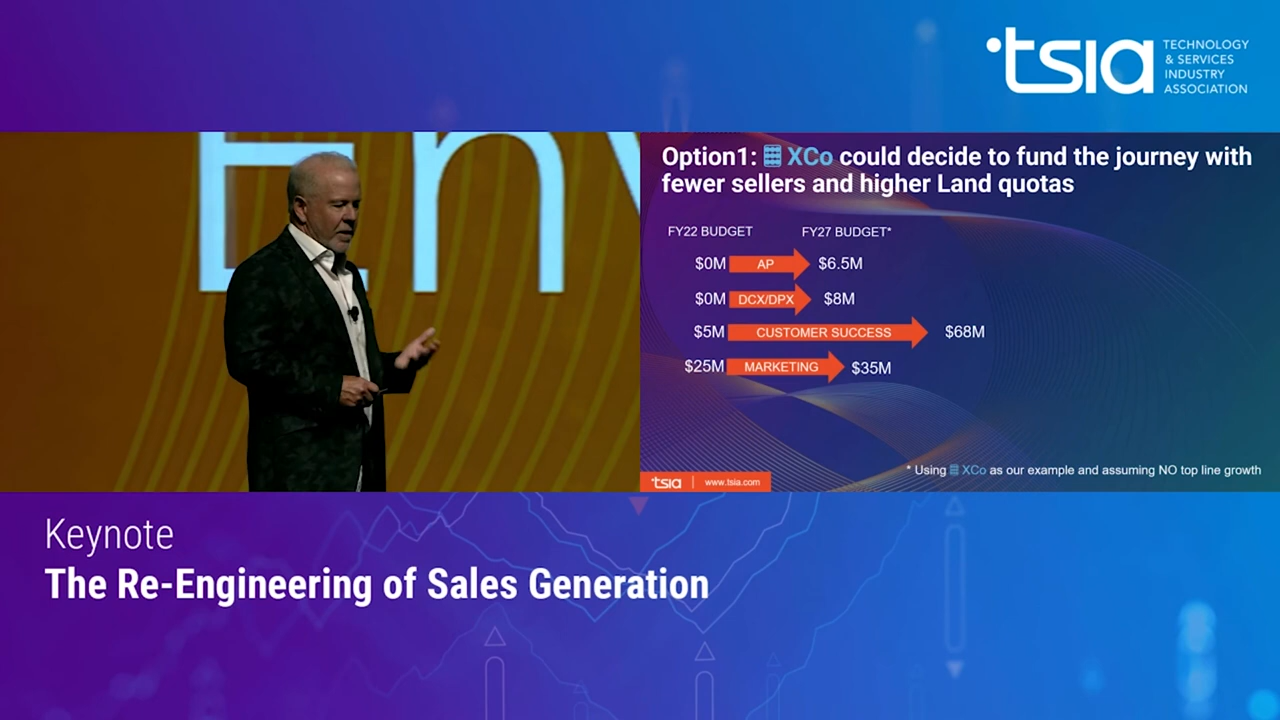 tsia
TECHNOLOGY
& SERVICES
INDUSTRY
ASSOCIATION
En
Option1: XCo could decide to fund the journey with
fewer sellers and higher Land quotas
FY22 BUDGET FY27 BUDGET*
$0M AP $6.5M
$0M DCX/DPX $8M
$5M CUSTOMER SUCCESS $68M
$25M MARKETING $35M
* Using XCo as our example and assuming NO top line growth
tsia www.tsia.com
Keynote
The Re-Engineering of Sales Generation